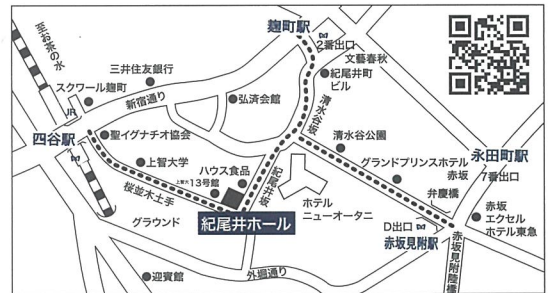 至お茶の水
麹町駅
2番出口
文藝春秋
三井住友銀行
紀尾井町
ビル
スクワール麹町
弘済会館
新宿通り
JR
清水谷坂
四谷駅
聖イグナチオ協会
清水谷公園
上智大学
永田町駅
7番出口
グランドプリンスホテル
赤坂
ハウス食品
紀尾井坂
上智大13号館
弁慶橋
桜並木土手
ホテル
ニューオータニ
赤坂
エクセル
ホテル東急
グラウンド
紀尾井ホール
D出口
赤坂見附駅
外堀通り
赤坂見附陸橋
迎賓館